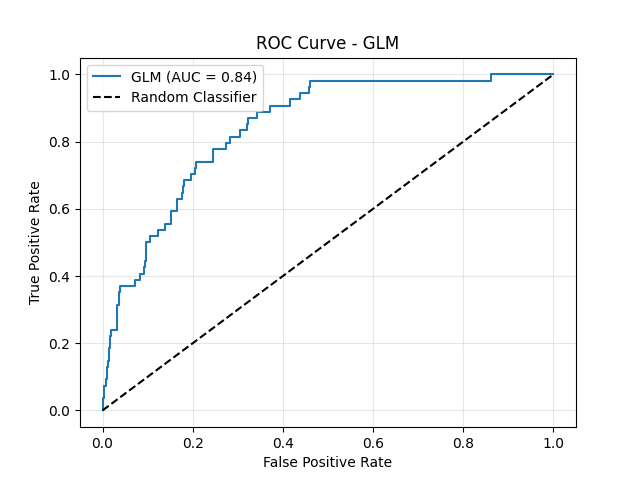 ROC Curve - GLM
GLM (AUC = 0.84)
Random Classifier
True Positive Rate
1.0
0.8
0.6
0.4
0.2
0.0
0.0 0.2 0.4 0.6 0.8 1.0
False Positive Rate